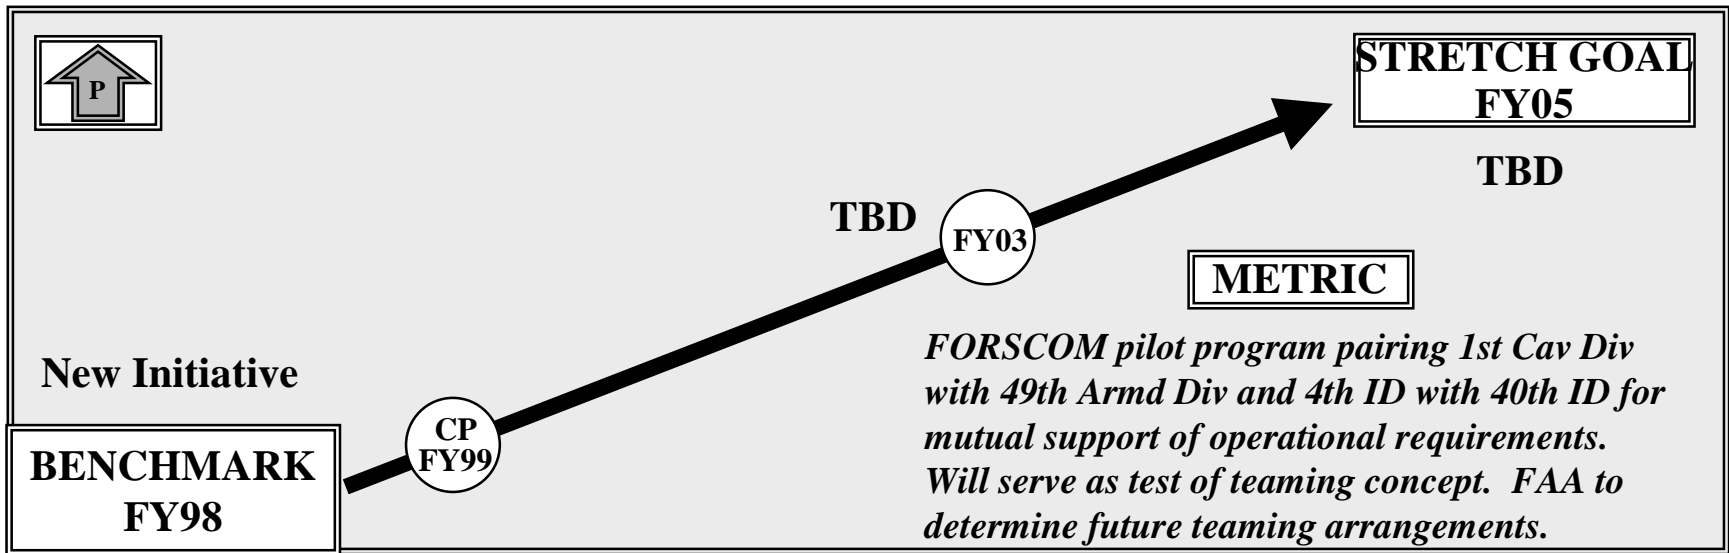 P
STRETCH GOAL
FY05
TBD
TBD
FY03
METRIC
FORSCOM pilot program pairing 1st Cav Div
with 49th Armd Div and 4th ID with 40th ID for
mutual support of operational requirements.
Will serve as test of teaming concept.  FAA to
determine future teaming arrangements.
New Initiative
CP
FY99
BENCHMARK
FY98